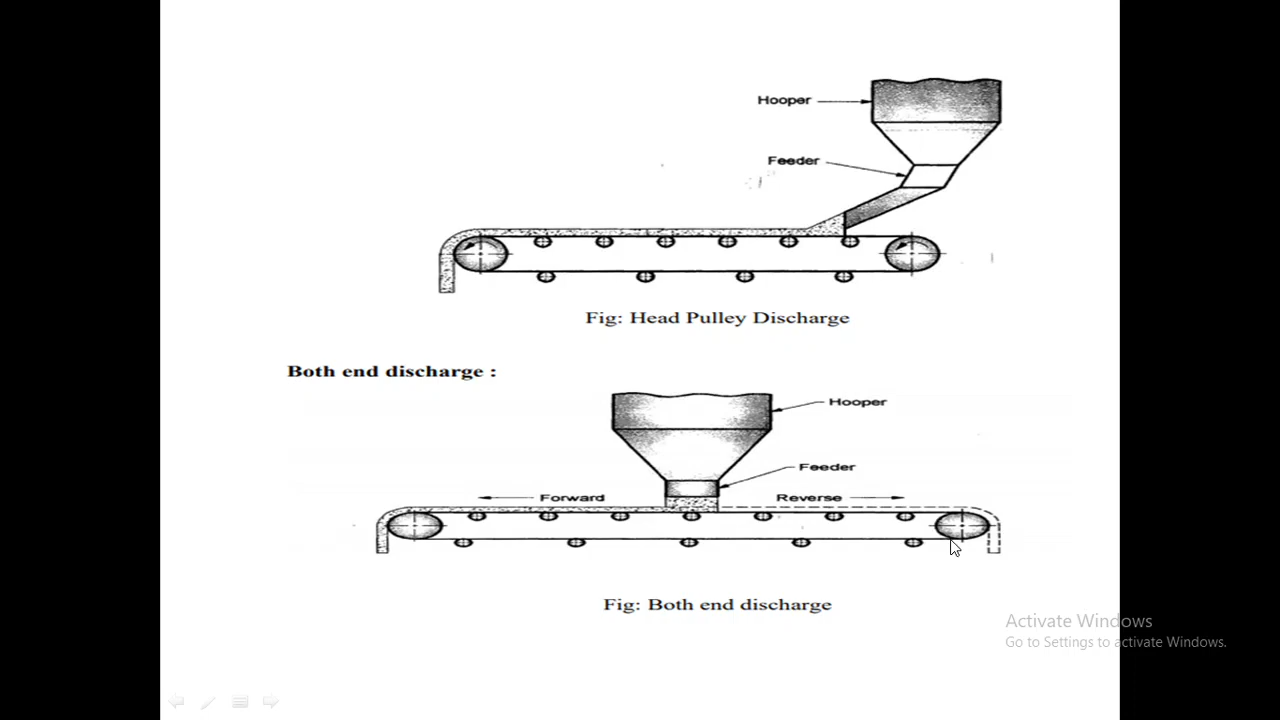 Hooper
Feeder
Fig: Head Pulley Discharge
Both end discharge :
Hooper
Feeder
Forward
Reverse
Fig: Both end discharge
Activate Windows
Go to Settings to activate Windows.